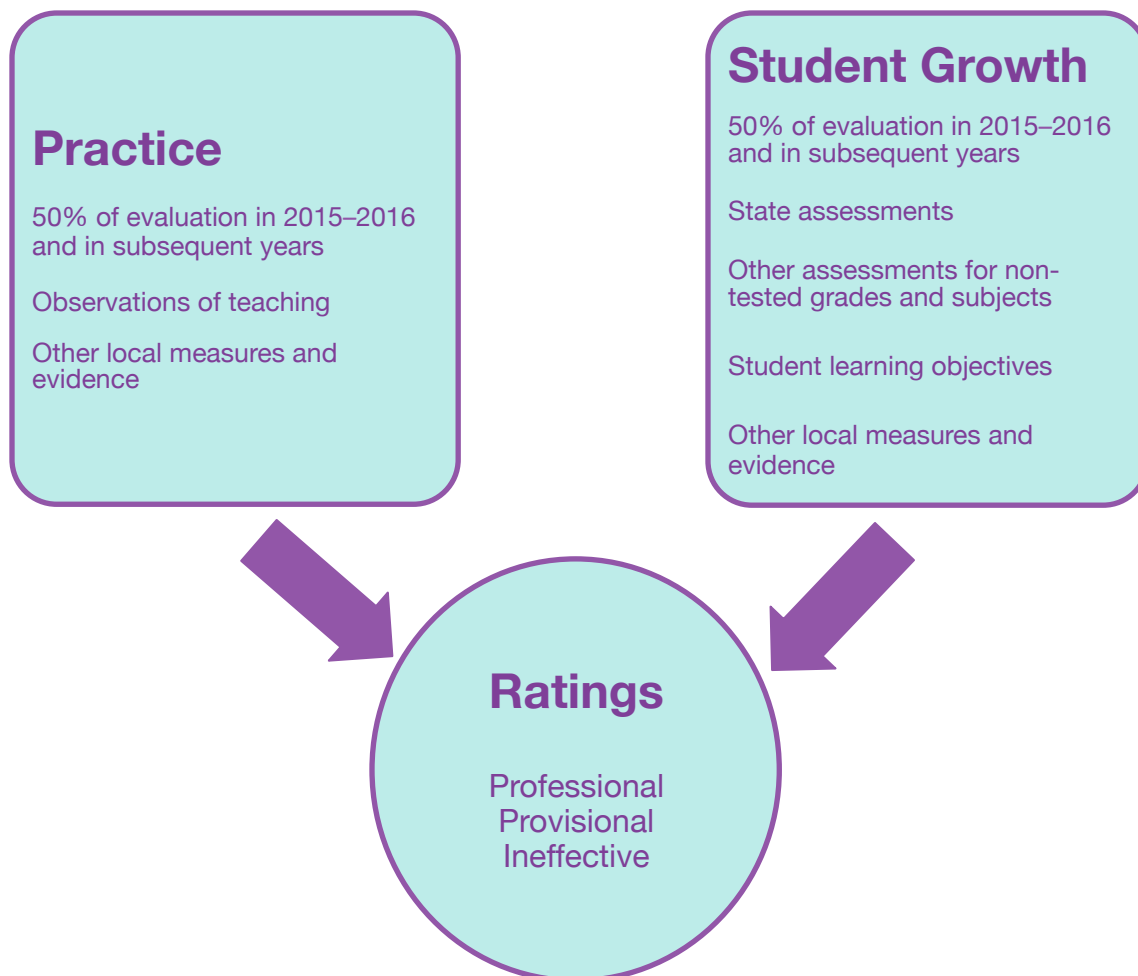 Practice
50% of evaluation in 2015–2016
and in subsequent years
Observations of teaching
Other local measures and
evidence
Student Growth
50% of evaluation in 2015–2016
and in subsequent years
State assessments
Other assessments for non-
tested grades and subjects
Student learning objectives
Other local measures and
evidence
Ratings
Professional
Provisional
Ineffective